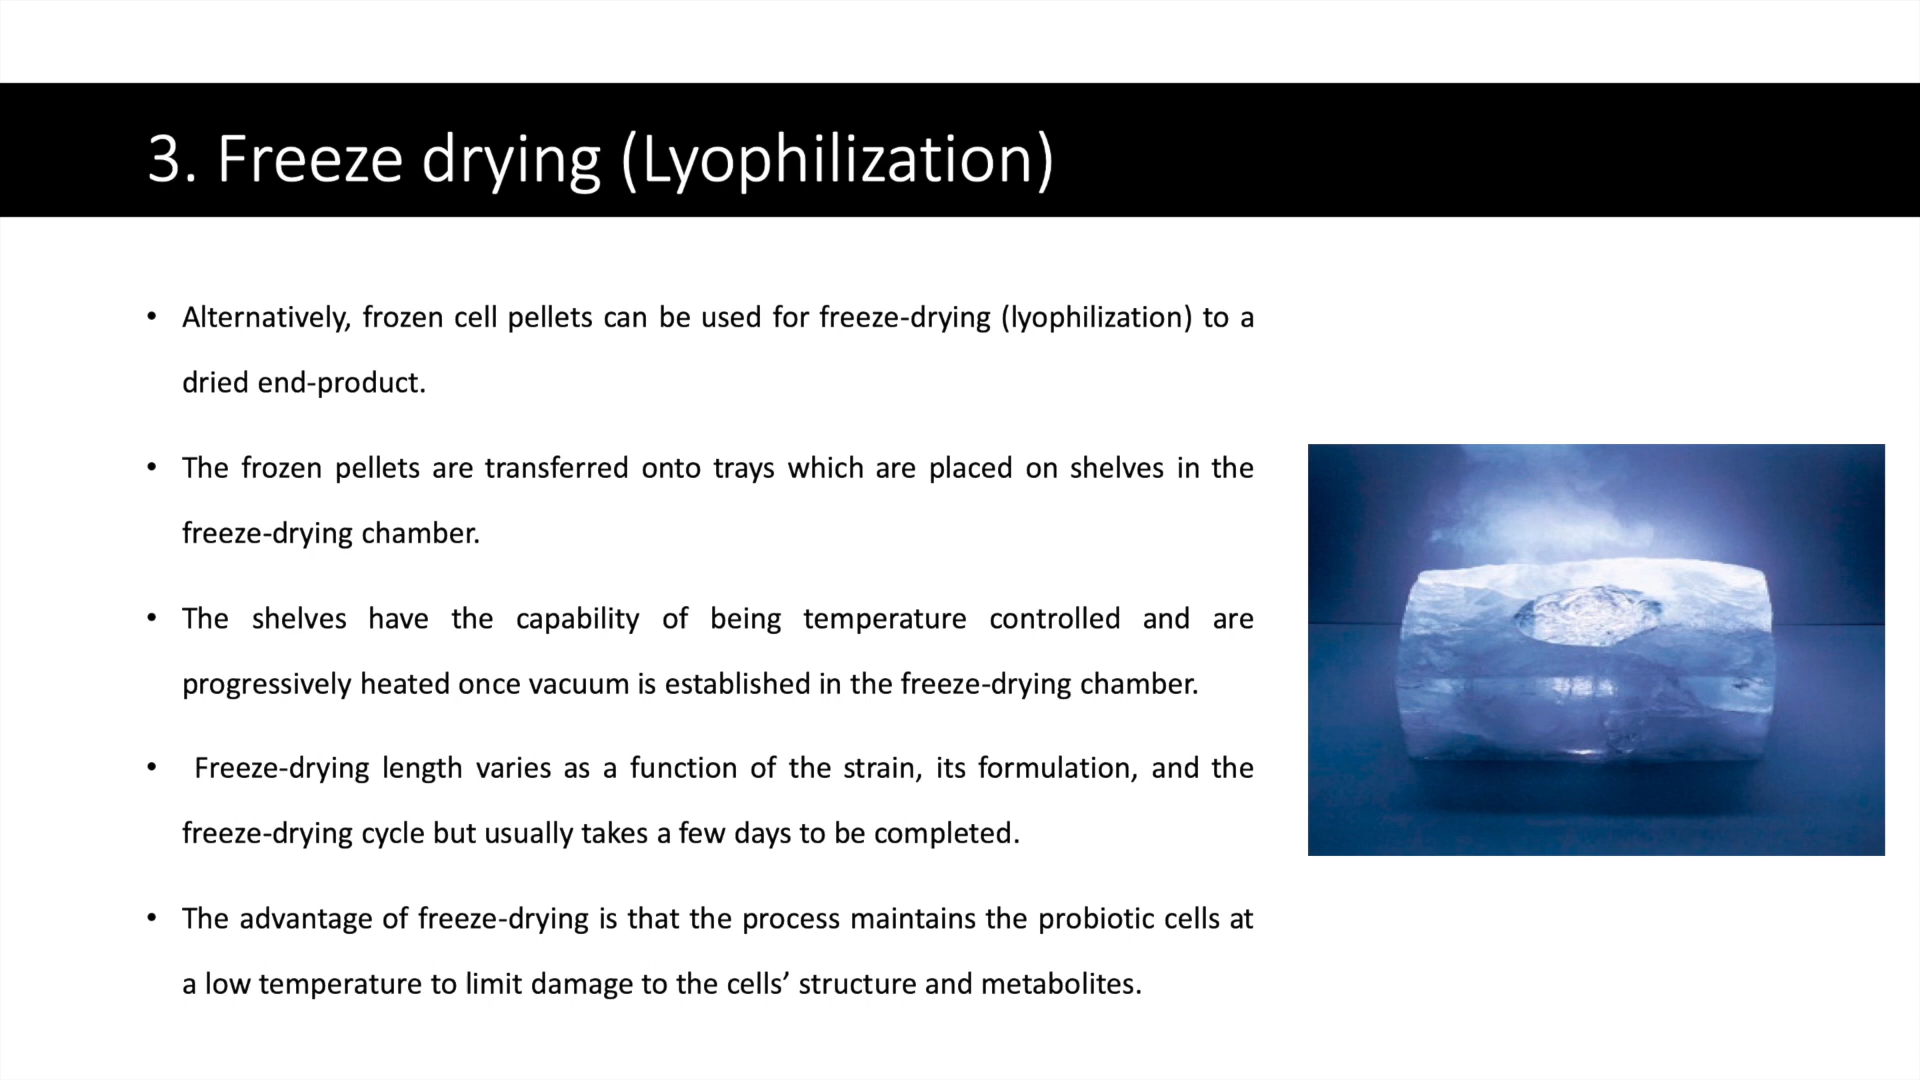 3. Freeze drying (Lyophilization)
• Alternatively, frozen cell pellets can be used for freeze-drying (lyophilization) to a
dried end-product.
• The frozen pellets are transferred onto trays which are placed on shelves in the
freeze-drying chamber.
• The shelves have the capability of being temperature controlled and are
progressively heated once vacuum is established in the freeze-drying chamber.
• Freeze-drying length varies as a function of the strain, its formulation, and the
freeze-drying cycle but usually takes a few days to be completed.
• The advantage of freeze-drying is that the process maintains the probiotic cells at
a low temperature to limit damage to the cells’ structure and metabolites.